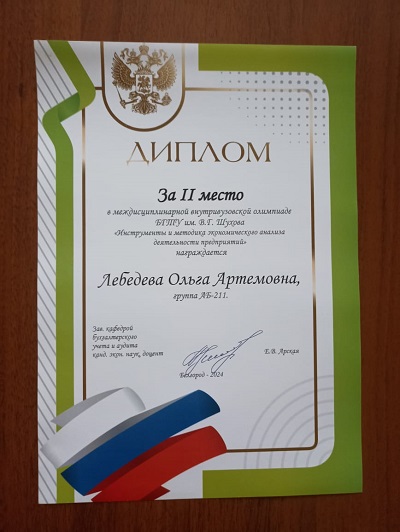 ДИПЛОМ
За II место
в междисциплинарной внутривузовской олимпиаде
БГТУ им. В.Г. Шухова
«Инструменты и методика экономического анализа
деятельности предприятий»
награждается
Лебедева Ольга Артемовна,
группа АБ-211.
Зав. кафедрой
бухгалтерского
учета и аудита
канд. экон. наук, доцент
Е.В. Арская
Белгород - 2024